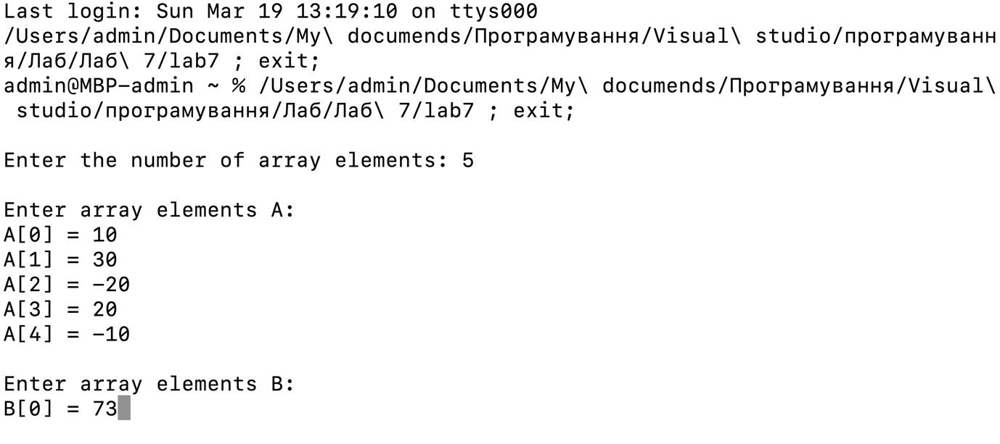 Last login: Sun Mar 19 13:19:10 on ttys000
/Users/admin/Documents/My\ documends/Програмування/Visual\ studio/програмуванн
я/Лаб/Лаб\ 7/lab7 ; exit;
admin@MBP-admin ~ % /Users/admin/Documents/My\ documends/Програмування/Visual\
studio/програмування/Лаб/Лаб\ 7/lab7 ; exit;
Enter the number of array elements: 5
Enter array elements A:
A[0] = 10
A[1] = 30
A[2] = -20
A[3] = 20
A[4] = -10
Enter array elements B:
B[0] = 73